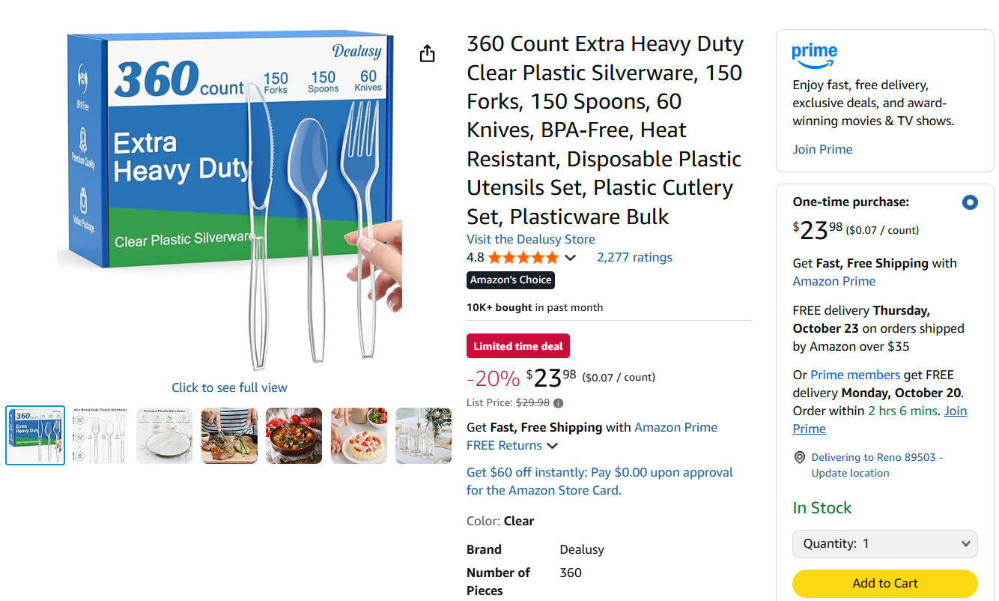 Dealusy
360 count
150 Forks
150 Spoons
60 Knives
BPA Free
Premium Quality
Value Package
Extra
Heavy Duty
Clear Plastic Silverware
Click to see full view
360 Count Extra Heavy Duty
Clear Plastic Silverware, 150
Forks, 150 Spoons, 60
Knives, BPA-Free, Heat
Resistant, Disposable Plastic
Utensils Set, Plastic Cutlery
Set, Plasticware Bulk
Visit the Dealusy Store
4.8 2,277 ratings
Amazon's Choice
10K+ bought in past month
Limited time deal
-20% $23 98 ($0.07 / count)
List Price: $29.98
Get Fast, Free Shipping with Amazon Prime
FREE Returns
Get $60 off instantly: Pay $0.00 upon approval
for the Amazon Store Card.
Color: Clear
Brand Dealusy
Number of 360
Pieces
prime
Enjoy fast, free delivery,
exclusive deals, and award-
winning movies & TV shows.
Join Prime
One-time purchase:
$23 98 ($0.07 / count)
Get Fast, Free Shipping with
Amazon Prime
FREE delivery Thursday,
October 23 on orders shipped
by Amazon over $35
Or Prime members get FREE
delivery Monday, October 20.
Order within 2 hrs 6 mins. Join
Prime
Delivering to Reno 89503 -
Update location
In Stock
Quantity: 1
Add to Cart